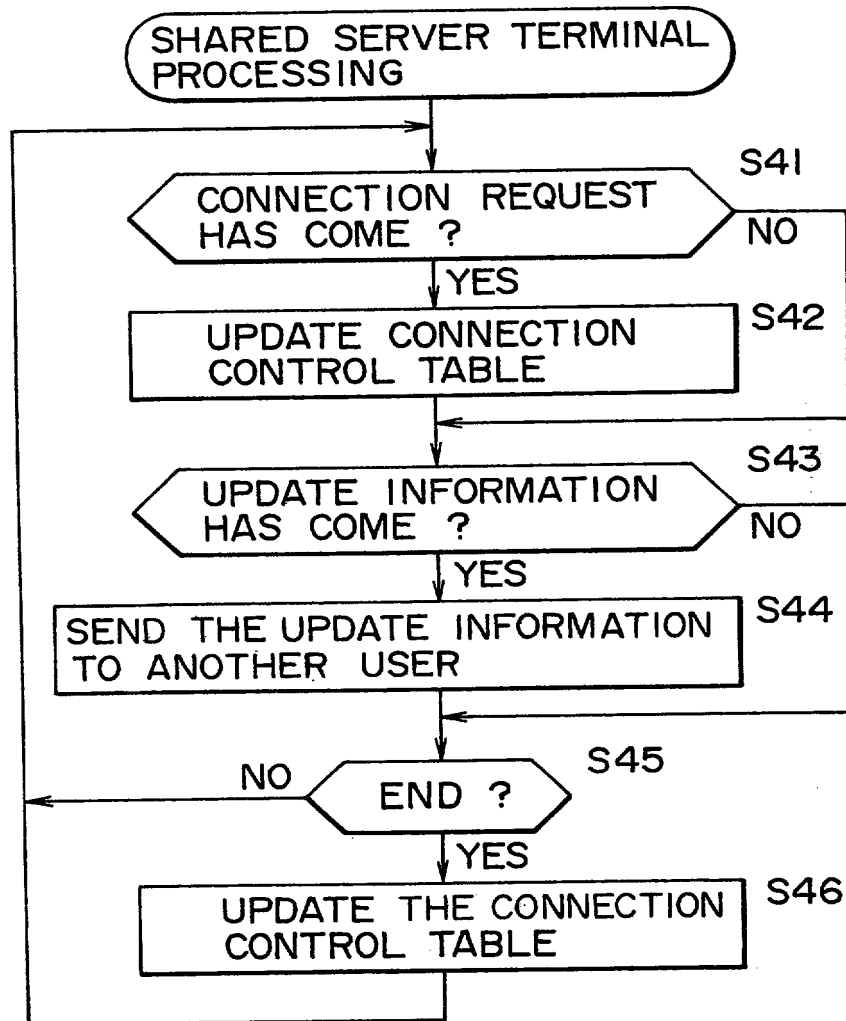 SHARED SERVER TERMINAL
PROCESSING
S41
CONNECTION REQUEST
HAS COME ?
NO
YES
S42
UPDATE CONNECTION
CONTROL TABLE
S43
UPDATE INFORMATION
HAS COME ?
NO
YES
S44
SEND THE UPDATE INFORMATION
TO ANOTHER USER
S45
NO
END ?
YES
S46
UPDATE THE CONNECTION
CONTROL TABLE